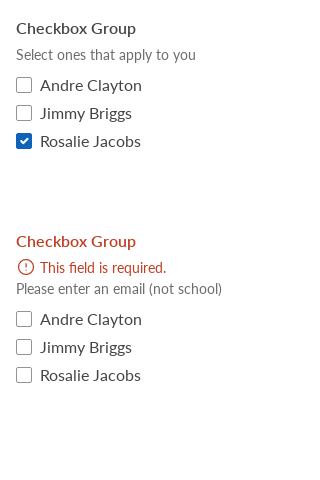 Checkbox Group
Select ones that apply to you
Andre Clayton
Jimmy Briggs
Rosalie Jacobs
Checkbox Group
This field is required.
Please enter an email (not school)
Andre Clayton
Jimmy Briggs
Rosalie Jacobs